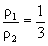 ρ₁/ρ₂ = 1/3